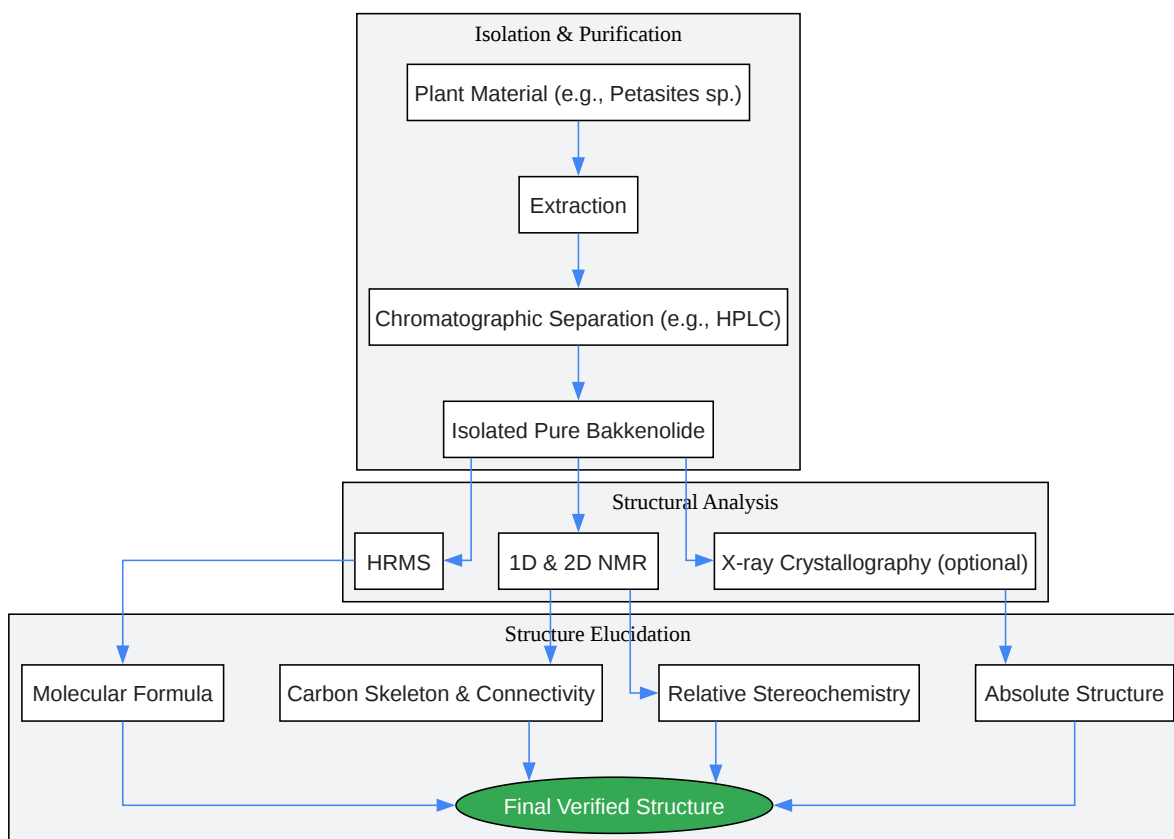 Isolation & Purification
Plant Material (e.g., Petasites sp.)
Extraction
Chromatographic Separation (e.g., HPLC)
Isolated Pure Bakkenolide
Structural Analysis
HRMS
1D & 2D NMR
X-ray Crystallography (optional)
Structure Elucidation
Molecular Formula
Carbon Skeleton & Connectivity
Relative Stereochemistry
Absolute Structure
Final Verified Structure